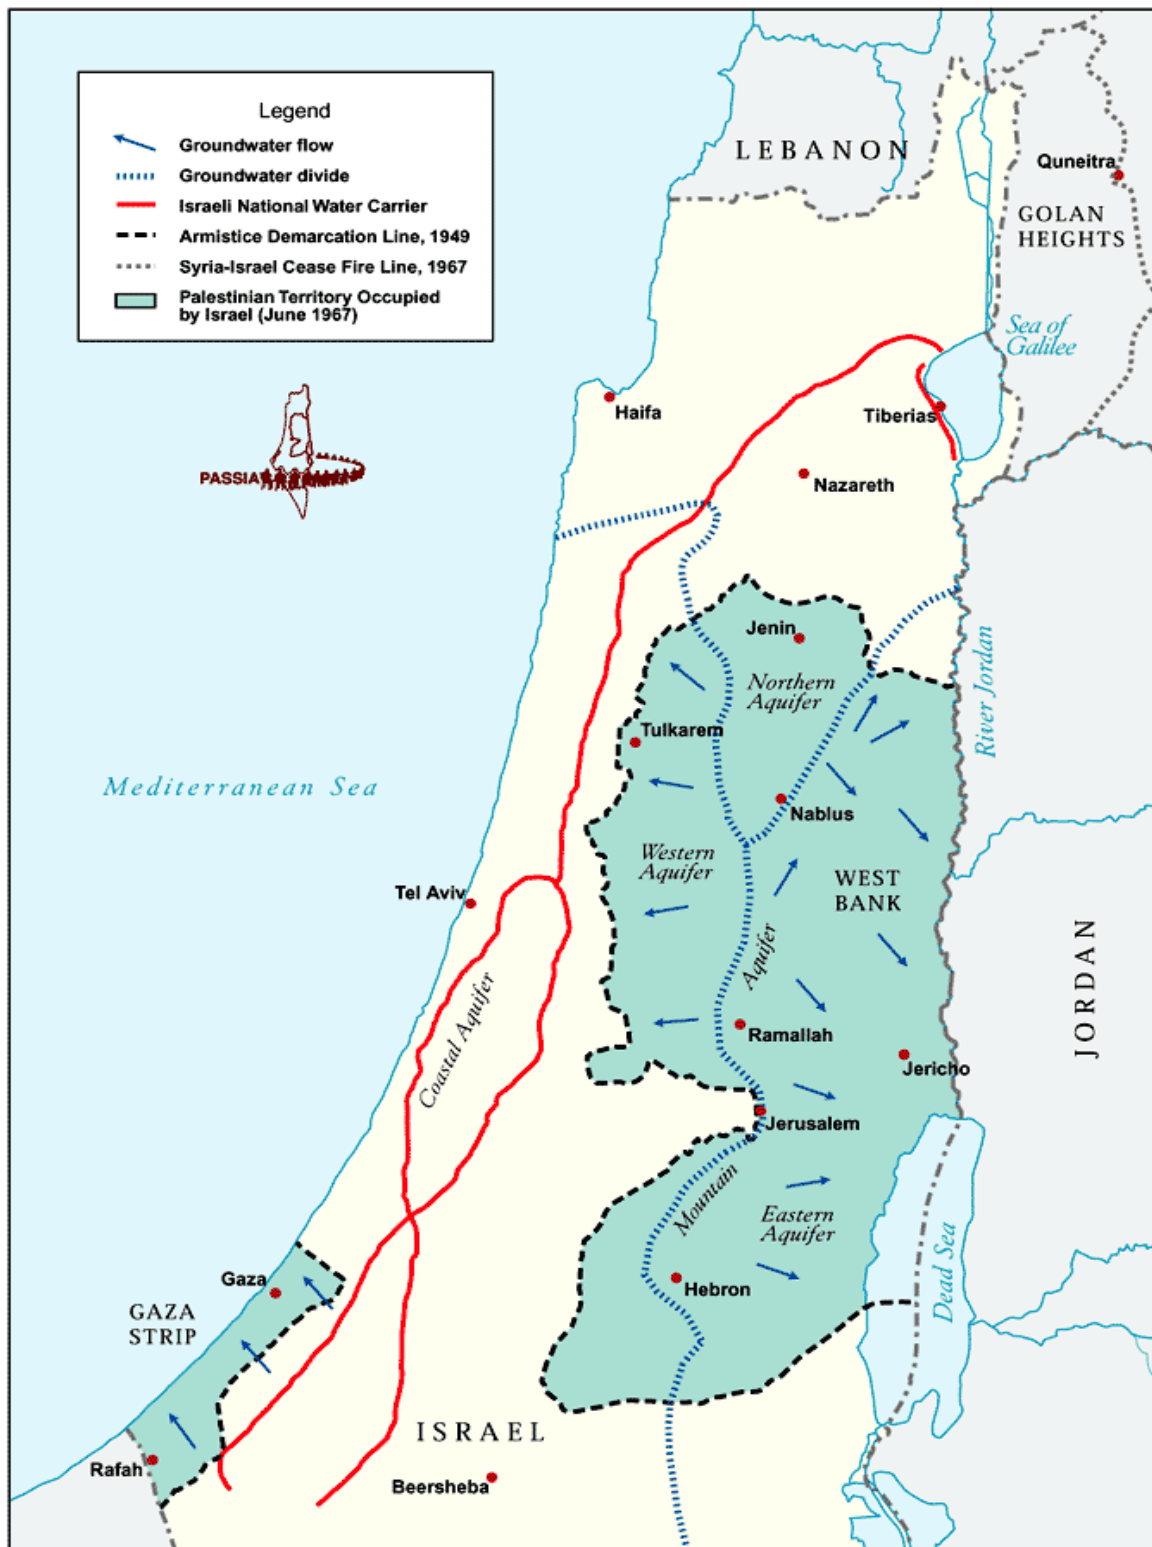 Legend
Groundwater flow
Groundwater divide
Israeli National Water Carrier
Armistice Demarcation Line, 1949
Syria-Israel Cease Fire Line, 1967
Palestinian Territory Occupied
by Israel (June 1967)
PASSIA
LEBANON
Quneitra
GOLAN
HEIGHTS
Sea of
Galilee
Haifa
Tiberias
Nazareth
Jenin
Northern
Aquifer
River Jordan
Tulkarem
Mediterranean Sea
Nablus
Western
Aquifer
WEST
BANK
Tel Aviv
Aquifer
JORDAN
Coastal Aquifer
Ramallah
Jericho
Jerusalem
Mountain
Eastern
Aquifer
Dead Sea
Gaza
Hebron
GAZA
STRIP
ISRAEL
Rafah
Beersheba